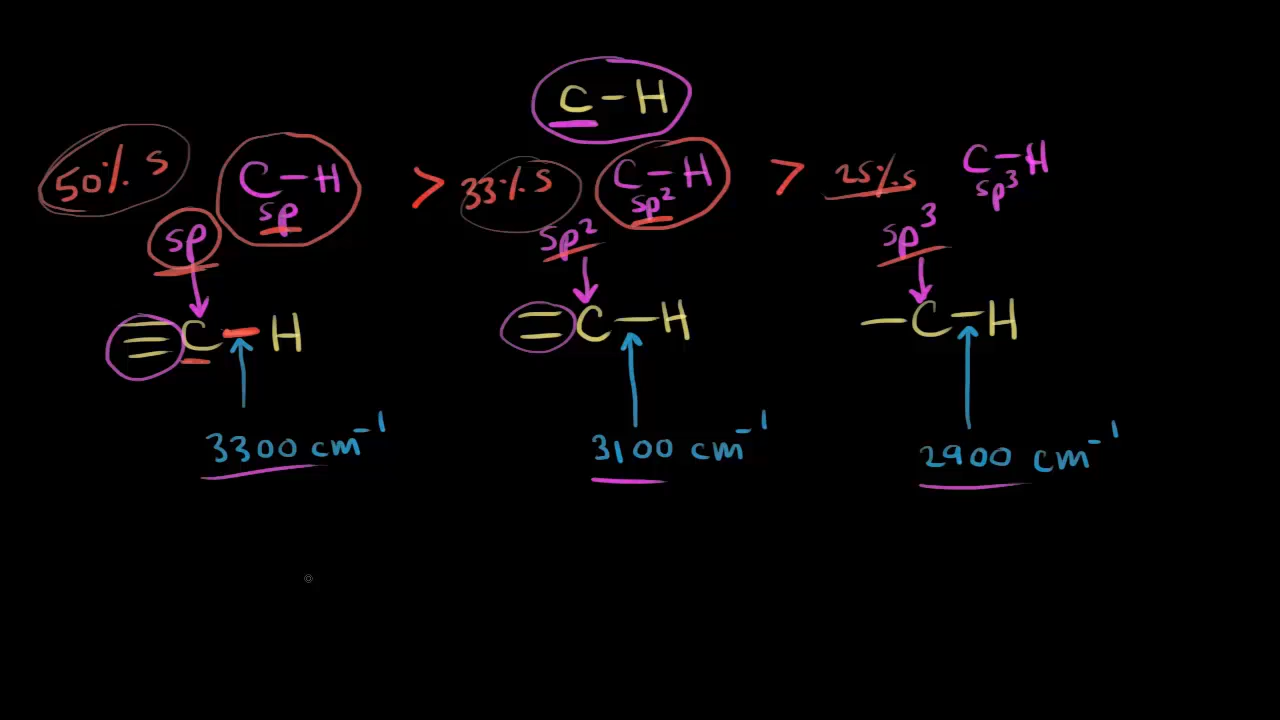 C-H
50% S C-H > 33% S C-H > 25% S C-H
sp sp² sp³
sp sp² sp³
≡C-H =C-H -C-H
3300 cm⁻¹ 3100 cm⁻¹ 2900 cm⁻¹